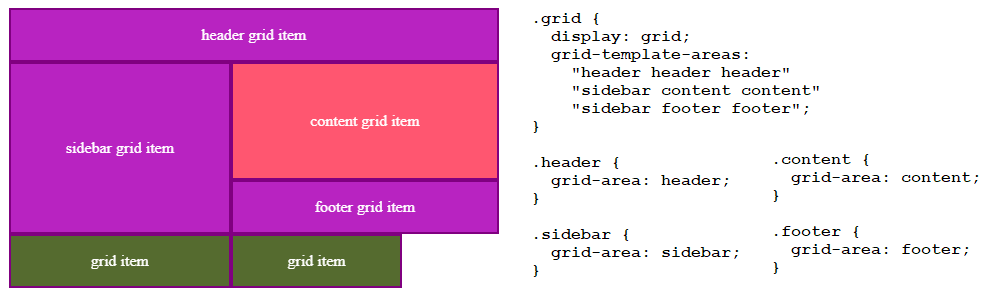 header grid item
sidebar grid item
content grid item
footer grid item
grid item
grid item
.grid {
  display: grid;
  grid-template-areas:
    "header header header"
    "sidebar content content"
    "sidebar footer footer";
}
.header {
  grid-area: header;
}
.sidebar {
  grid-area: sidebar;
}
.content {
  grid-area: content;
}
.footer {
  grid-area: footer;
}